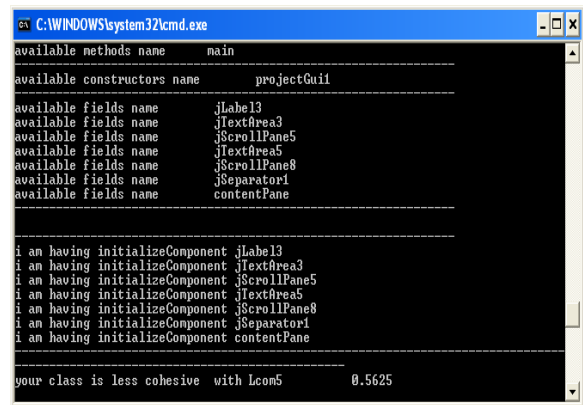 C:\WINDOWS\system32\cmd.exe
available methods name main
available constructors name projectGui1
available fields name jLabel3
available fields name jTextArea3
available fields name jScrollPane5
available fields name jTextArea5
available fields name jScrollPane8
available fields name jSeparator1
available fields name contentPane
i am having initializeComponent jLabel3
i am having initializeComponent jTextArea3
i am having initializeComponent jScrollPane5
i am having initializeComponent jTextArea5
i am having initializeComponent jScrollPane8
i am having initializeComponent jSeparator1
i am having initializeComponent contentPane
your class is less cohesive with Lcom5 0.5625